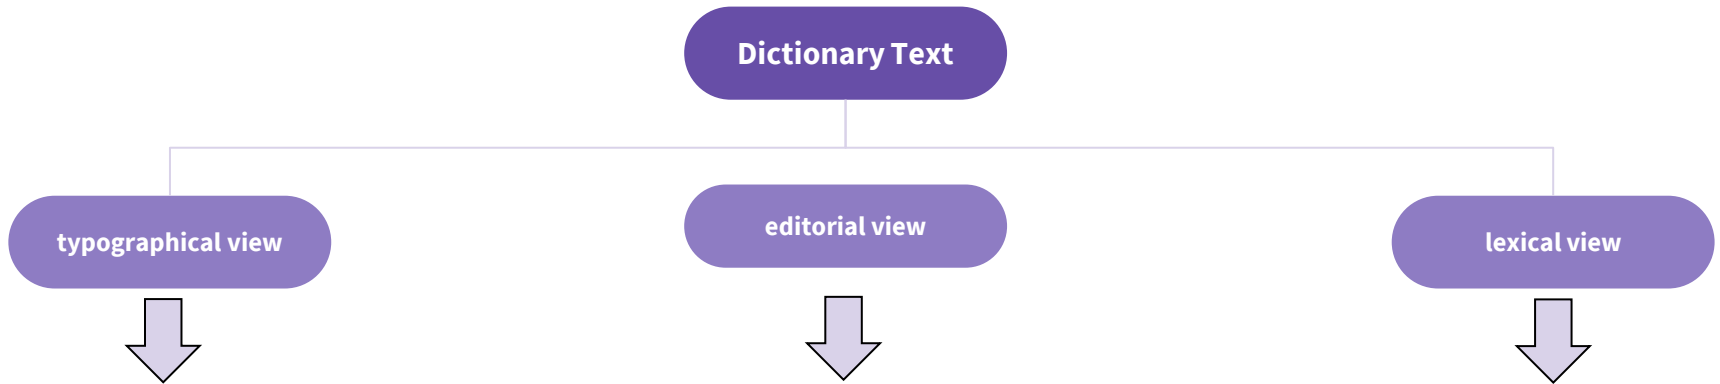 Dictionary Text
typographical view
editorial view
lexical view